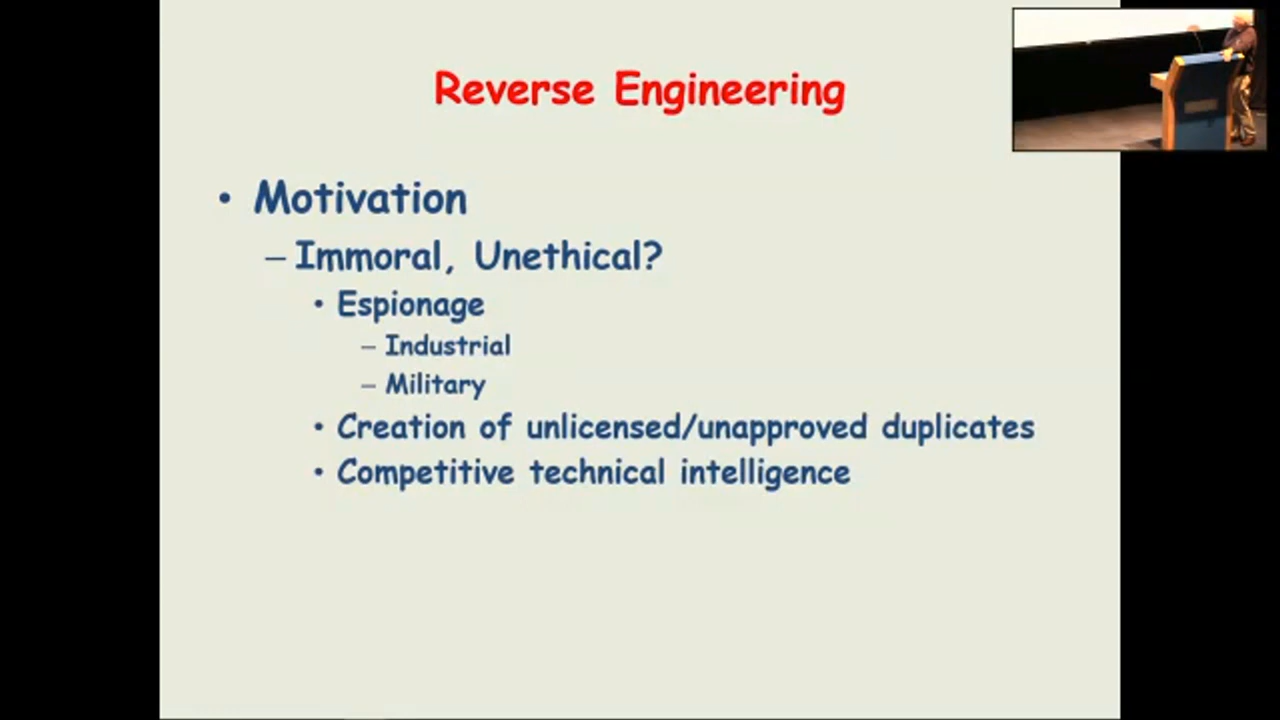 Reverse Engineering
• Motivation
– Immoral, Unethical?
• Espionage
– Industrial
– Military
• Creation of unlicensed/unapproved duplicates
• Competitive technical intelligence